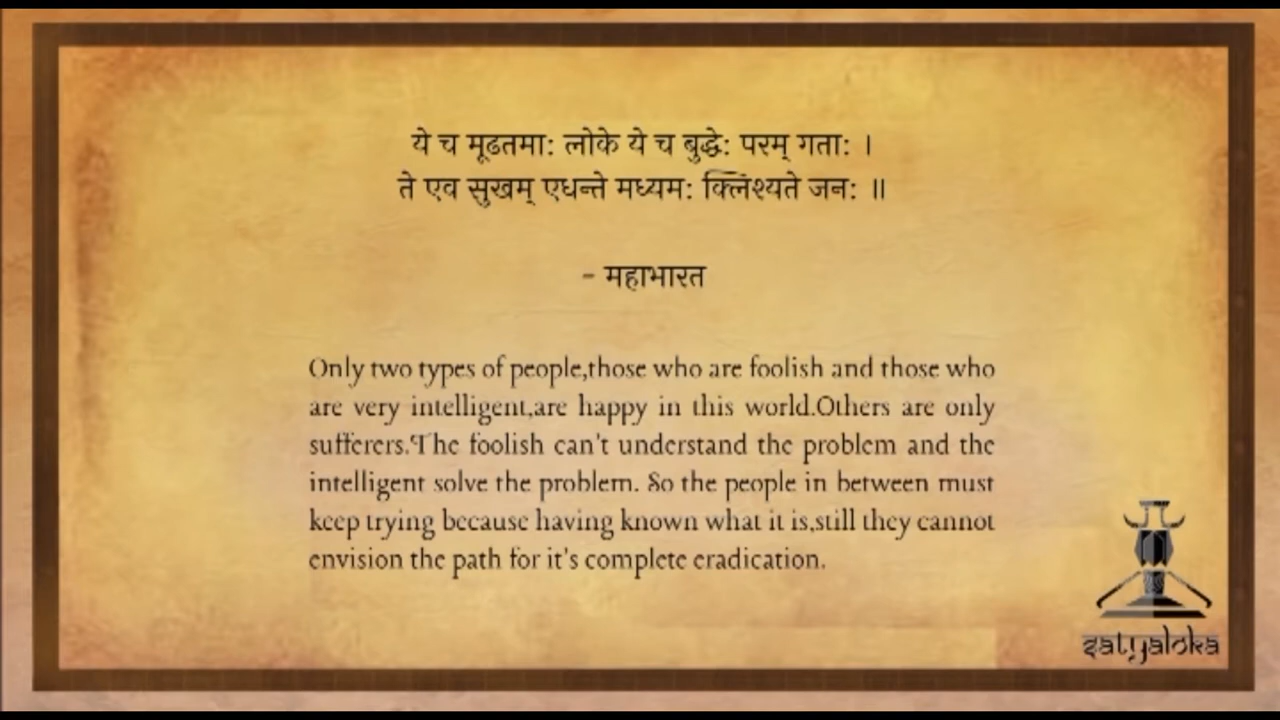 ये च मूढतमाः लोके ये च बुद्धेः परम् गताः ।
ते एव सुखम् एधन्ते मध्यमः क्लिश्यते जनः ॥
- महाभारत
Only two types of people,those who are foolish and those who
are very intelligent,are happy in this world.Others are only
sufferers.The foolish can't understand the problem and the
intelligent solve the problem. So the people in between must
keep trying because having known what it is,still they cannot
envision the path for it's complete eradication.
satyaloka